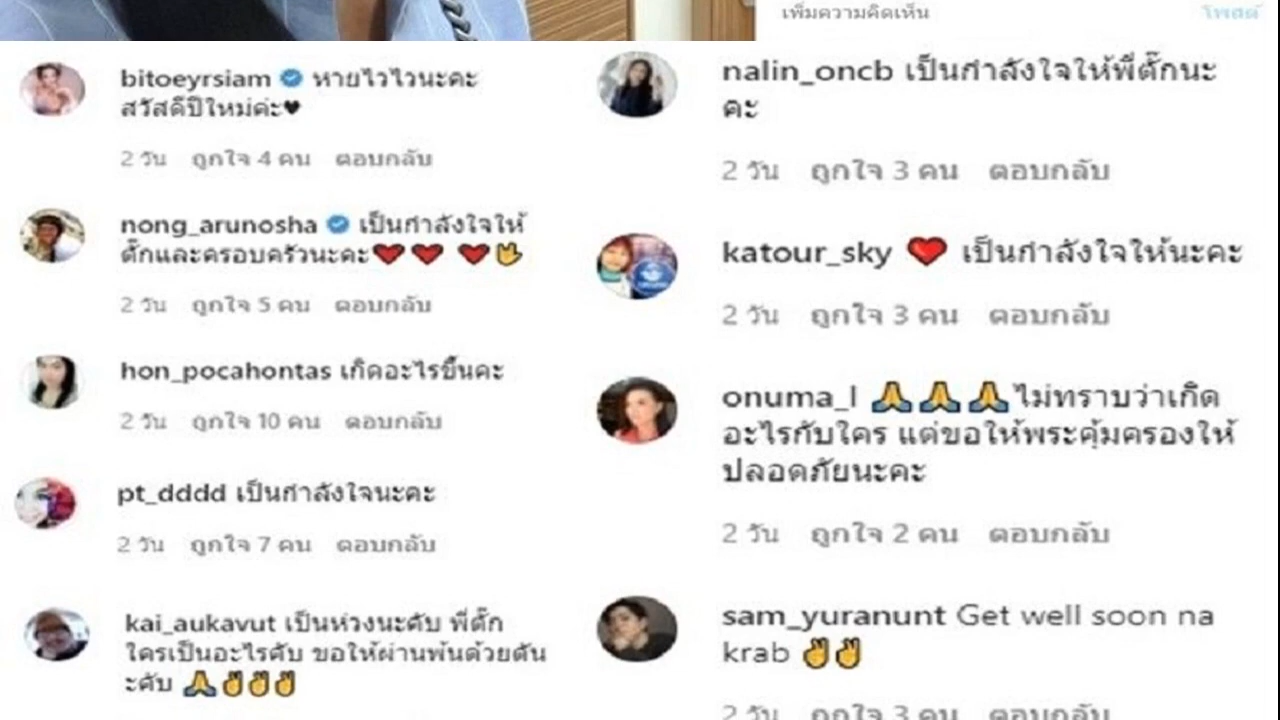 เพิ่มความคิดเห็น
โพสต์
bitoeyrsiam หายไวไวนะคะ
สวัสดีปีใหม่ค่ะ♥
2 วัน ถูกใจ 4 คน ตอบกลับ
nong_arunosha เป็นกำลังใจให้
ตั๊กและครอบครัวนะคะ❤️❤️ ❤️🤟
2 วัน ถูกใจ 5 คน ตอบกลับ
hon_pocahontas เกิดอะไรขึ้นคะ
2 วัน ถูกใจ 10 คน ตอบกลับ
pt_dddd เป็นกำลังใจนะคะ
2 วัน ถูกใจ 7 คน ตอบกลับ
kai_aukavut เป็นห่วงนะคับ พี่ตั๊ก
ใครเป็นอะไรคับ ขอให้ผ่านพ้นด้วยดีน
ะคับ 🙏✌️✌️✌️
nalin_oncb เป็นกำลังใจให้พี่ตั๊กนะ
คะ
2 วัน ถูกใจ 3 คน ตอบกลับ
katour_sky ❤️ เป็นกำลังใจให้นะคะ
2 วัน ถูกใจ 3 คน ตอบกลับ
onuma_l 🙏🙏🙏ไม่ทราบว่าเกิด
อะไรกับใคร แต่ขอให้พระคุ้มครองให้
ปลอดภัยนะคะ
2 วัน ถูกใจ 2 คน ตอบกลับ
sam_yuranunt Get well soon na
krab ✌️✌️
2 วัน ถูกใจ 3 คน ตอบกลับ